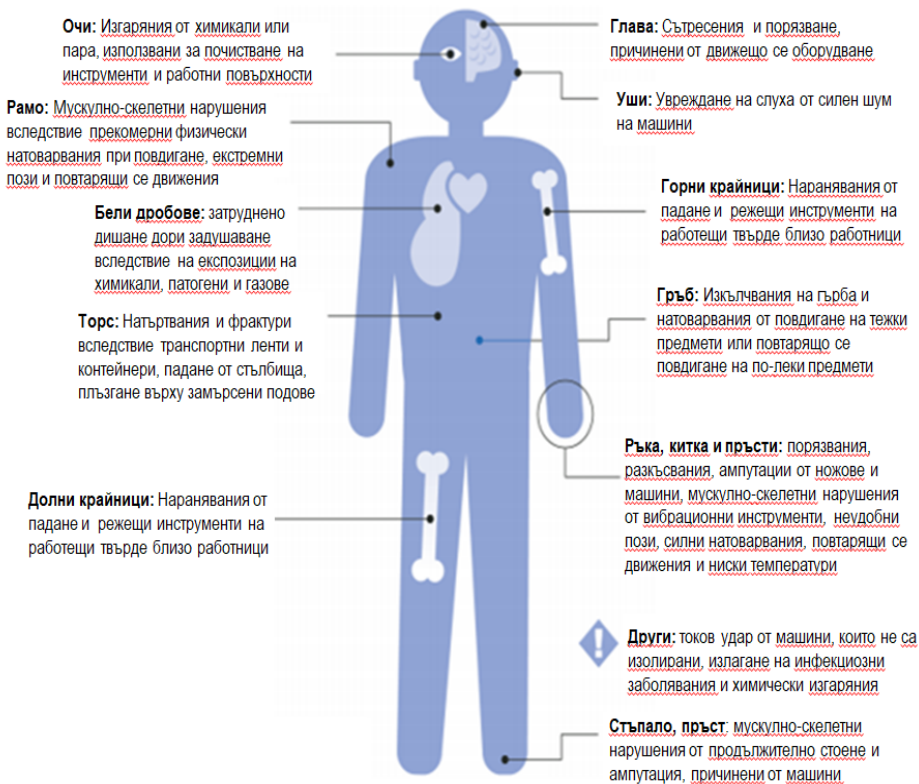 Очи: Изгаряния от химикали или
пара, използвани за почистване на
инструменти и работни повърхности
Рамо: Мускулно-скелетни нарушения
вследствие прекомерни физически
натоварвания при повдигане, екстремни
пози и повтарящи се движения
Бели дробове: затруднено
дишане дори задушаване
вследствие на експозиции на
химикали, патогени и газове
Торс: Натъртвания и фрактури
вследствие транспортни ленти и
контейнери, падане от стълбища,
плъзгане върху замърсени подове
Долни крайници: Наранявания от
падане и режещи инструменти на
работещи твърде близо работници
Глава: Сътресения и порязване,
причинени от движещо се оборудване
Уши: Увреждане на слуха от силен шум
на машини
Горни крайници: Наранявания от
падане и режещи инструменти на
работещи твърде близо работници
Гръб: Изкълчвания на гърба и
натоварвания от повдигане на тежки
предмети или повтарящо се
повдигане на по-леки предмети
Ръка, китка и пръсти: порязвания,
разкъсвания, ампутации от ножове и
машини, мускулно-скелетни нарушения
от вибрационни инструменти, неудобни
пози, силни натоварвания, повтарящи се
движения и ниски температури
Други: токов удар от машини, които не са
изолирани, излагане на инфекциозни
заболявания и химически изгаряния
Стъпало, пръст: мускулно-скелетни
нарушения от продължително стоене и
ампутация, причинени от машини